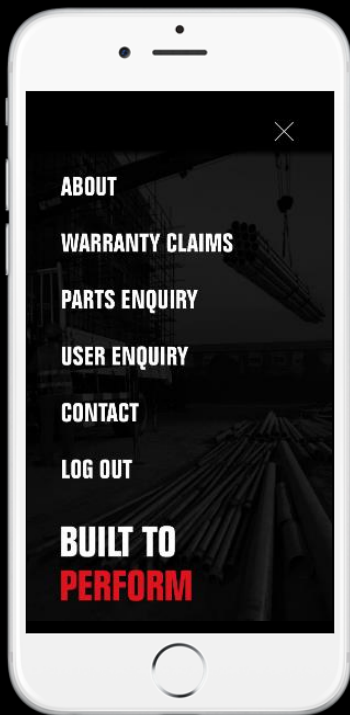 ABOUT
WARRANTY CLAIMS
PARTS ENQUIRY
USER ENQUIRY
CONTACT
LOG OUT
BUILT TO
PERFORM